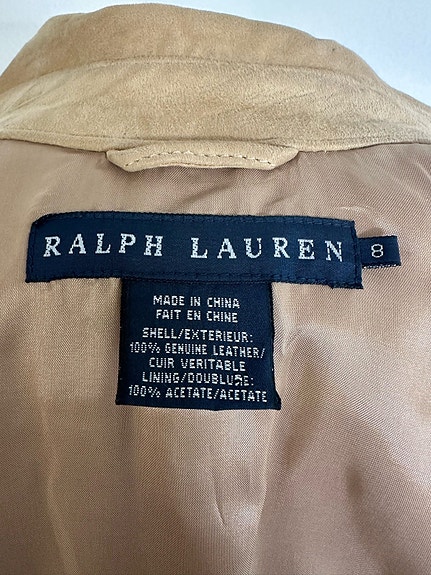 RALPH LAUREN 8
MADE IN CHINA
FAIT EN CHINE
SHELL/EXTERIEUR:
100% GENUINE LEATHER/
CUIR VERITABLE
LINING/DOUBLURE:
100% ACETATE/ACETATE